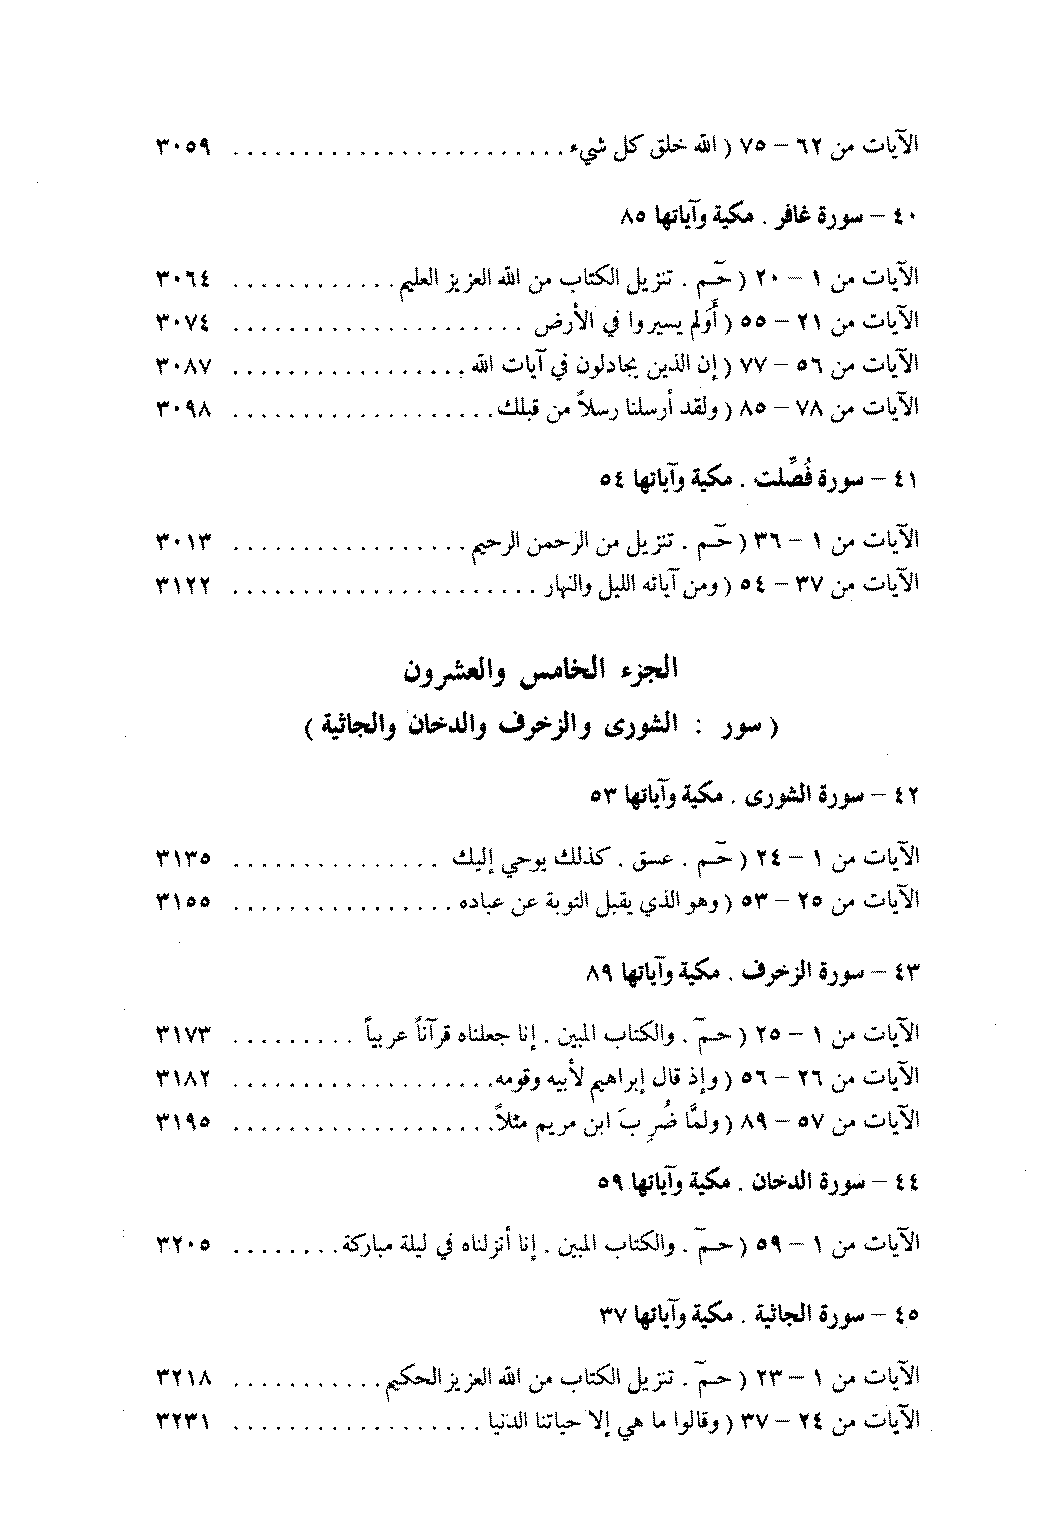 الآيات من ٦٢ – ٧٥ ( الله خلق كل شيء ........................ ٣٠٥٩
٤٠ – سورة غافر . مكية وآياتها ٨٥
الآيات من ١ – ٢٠ ( حـٓـم . تنزيل الكتاب من الله العزيز العليم ............ ٣٠٦٤
الآيات من ٢١ – ٥٥ ( أَوَلم يسيروا في الأرض ..................... ٣٠٧٤
الآيات من ٥٦ – ٧٧ ( إن الذين يجادلون في آيات الله ................. ٣٠٨٧
الآيات من ٧٨ – ٨٥ ( ولقد أرسلنا رسلاً من قبلك ................... ٣٠٩٨
٤١ – سورة فُصِّلت . مكية وآياتها ٥٤
الآيات من ١ – ٣٦ ( حـٓـم . تنزيل من الرحمن الرحيم ................. ٣٠١٣
الآيات من ٣٧ – ٥٤ ( ومن آياته الليل والنهار ...................... ٣١٢٢
الجزء الخامس والعشرون
( سور : الشورى والزخرف والدخان والجاثية )
٤٢ – سورة الشورى . مكية وآياتها ٥٣
الآيات من ١ – ٢٤ ( حـٓـم . عسق . كذلك يوحي إليك ............... ٣١٣٥
الآيات من ٢٥ – ٥٣ ( وهو الذي يقبل التوبة عن عباده ................ ٣١٥٥
٤٣ – سورة الزخرف . مكية وآياتها ٨٩
الآيات من ١ – ٢٥ ( حـمٓ . والكتاب المبين . إنا جعلناه قرآناً عربياً ......... ٣١٧٣
الآيات من ٢٦ – ٥٦ ( وإذ قال إبراهيم لأبيه وقومه ................... ٣١٨٢
الآيات من ٥٧ – ٨٩ ( ولمَّا ضُرِبَ ابن مريم مثلاً ................... ٣١٩٥
٤٤ – سورة الدخان . مكية وآياتها ٥٩
الآيات من ١ – ٥٩ ( حـمٓ . والكتاب المبين . إنا أنزلناه في ليلة مباركة ........ ٣٢٠٥
٤٥ – سورة الجاثية . مكية وآياتها ٣٧
الآيات من ١ – ٢٣ ( حـمٓ . تنزيل الكتاب من الله العزيز الحكيم ........... ٣٢١٨
الآيات من ٢٤ – ٣٧ ( وقالوا ما هي إلا حياتنا الدنيا .................. ٣٢٣١